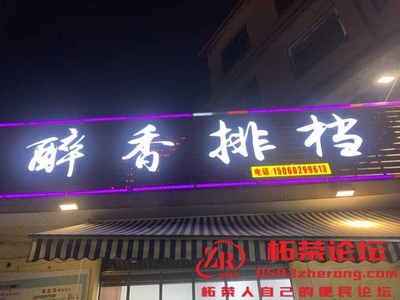 醉香排档
电话:15060299613
柘荣论坛
0593zherong.com
柘荣人自己的便民论坛